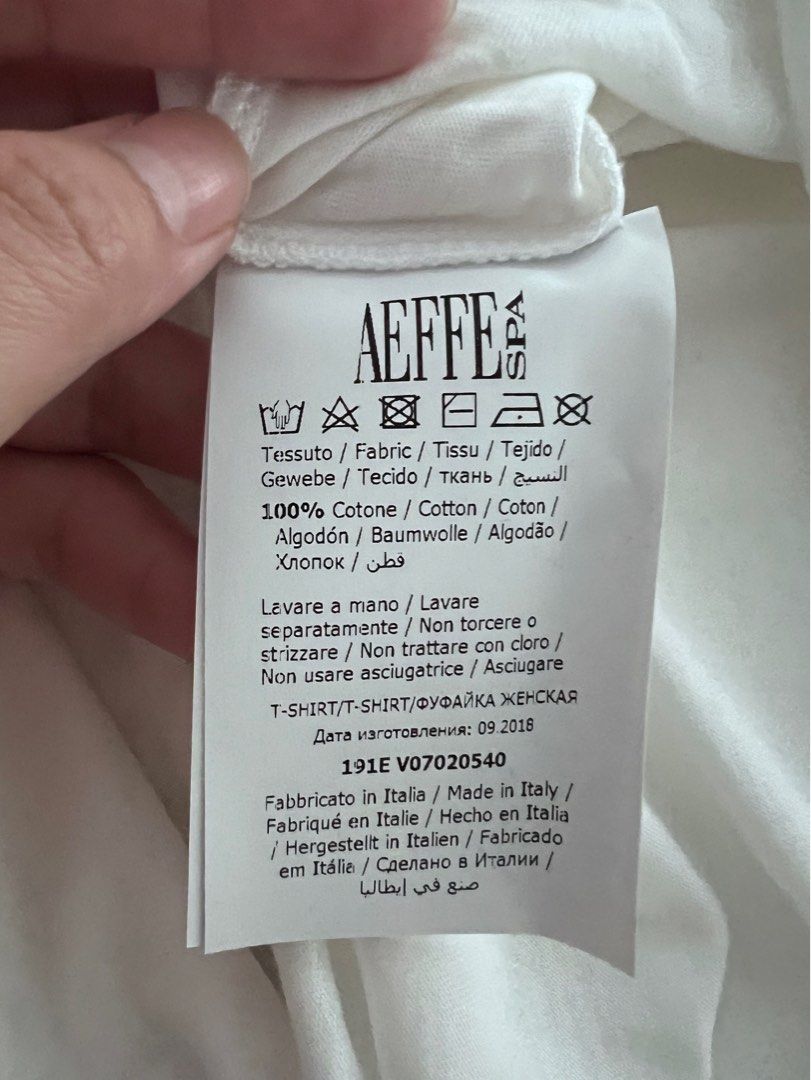 AEFFE SPA
Tessuto / Fabric / Tissu / Tejido /
Gewebe / Tecido / ткань / النسيج
100% Cotone / Cotton / Coton /
Algodón / Baumwolle / Algodão /
Хлопок / قطن
Lavare a mano / Lavare
separatamente / Non torcere o
strizzare / Non trattare con cloro /
Non usare asciugatrice / Asciugare
T-SHIRT/T-SHIRT/ФУФАЙКА ЖЕНСКАЯ
Дата изготовления: 09.2018
191E V07020540
Fabbricato in Italia / Made in Italy /
Fabriqué en Italie / Hecho en Italia
/ Hergestellt in Italien / Fabricado
em Itália / Сделано в Италии /
صنع في إيطاليا